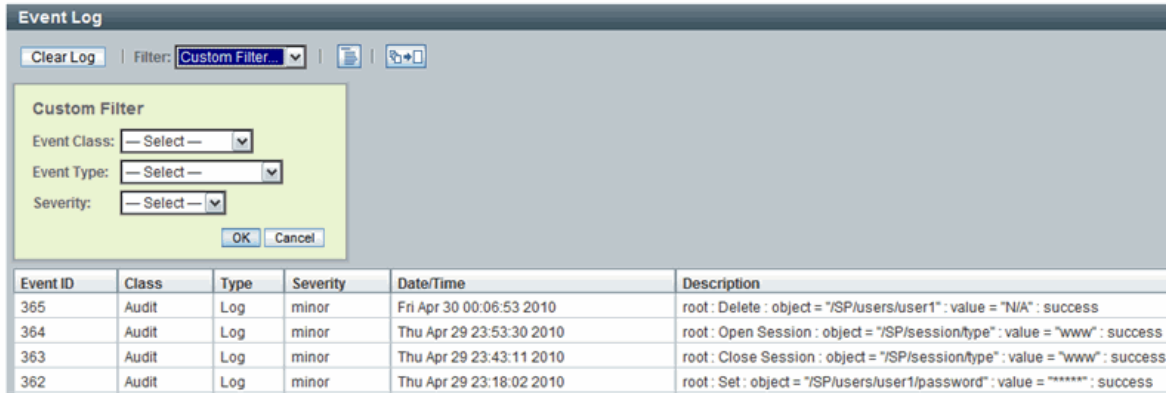 Event Log
Clear Log | Filter: Custom Filter... | |
Custom Filter
Event Class: — Select —
Event Type: — Select —
Severity: — Select —
OK Cancel
Event ID Class Type Severity Date/Time Description
365 Audit Log minor Fri Apr 30 00:06:53 2010 root : Delete : object = "/SP/users/user1" : value = "N/A" : success
364 Audit Log minor Thu Apr 29 23:53:30 2010 root : Open Session : object = "/SP/session/type" : value = "www" : success
363 Audit Log minor Thu Apr 29 23:43:11 2010 root : Close Session : object = "/SP/session/type" : value = "www" : success
362 Audit Log minor Thu Apr 29 23:18:02 2010 root : Set : object = "/SP/users/user1/password" : value = "*****" : success